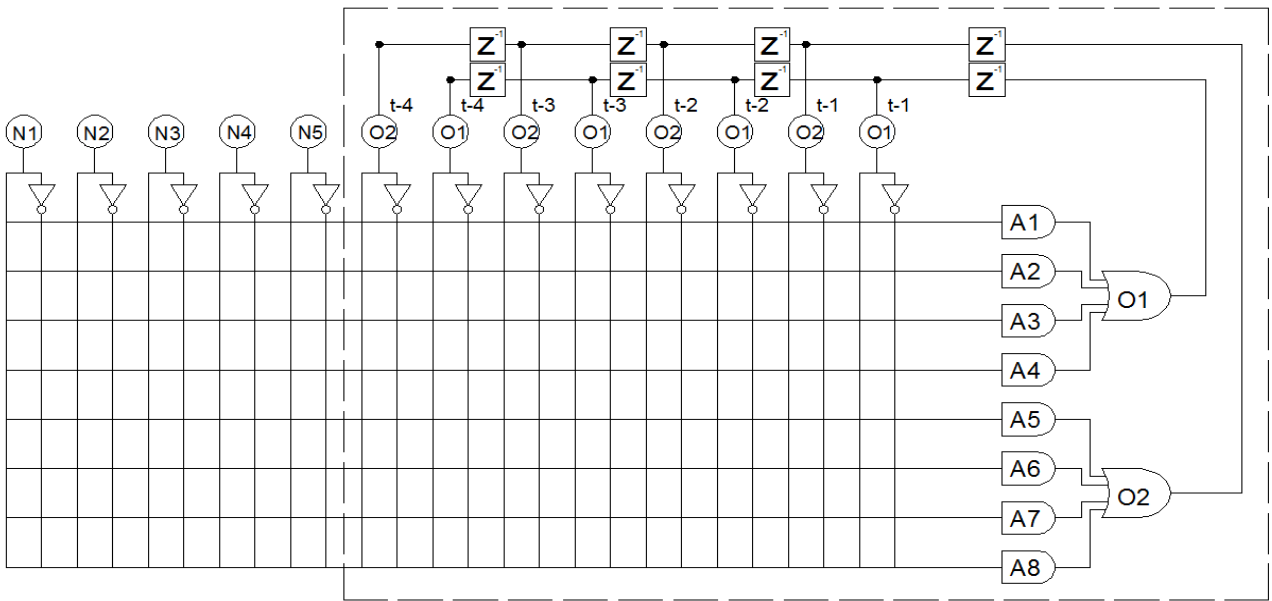 Z-1 Z-1 Z-1 Z-1
Z-1 Z-1 Z-1 Z-1
t-4 t-4 t-3 t-3 t-2 t-2 t-1 t-1
N1 N2 N3 N4 N5 O2 O1 O2 O1 O2 O1 O2 O1
A1
A2
O1
A3
A4
A5
A6
O2
A7
A8